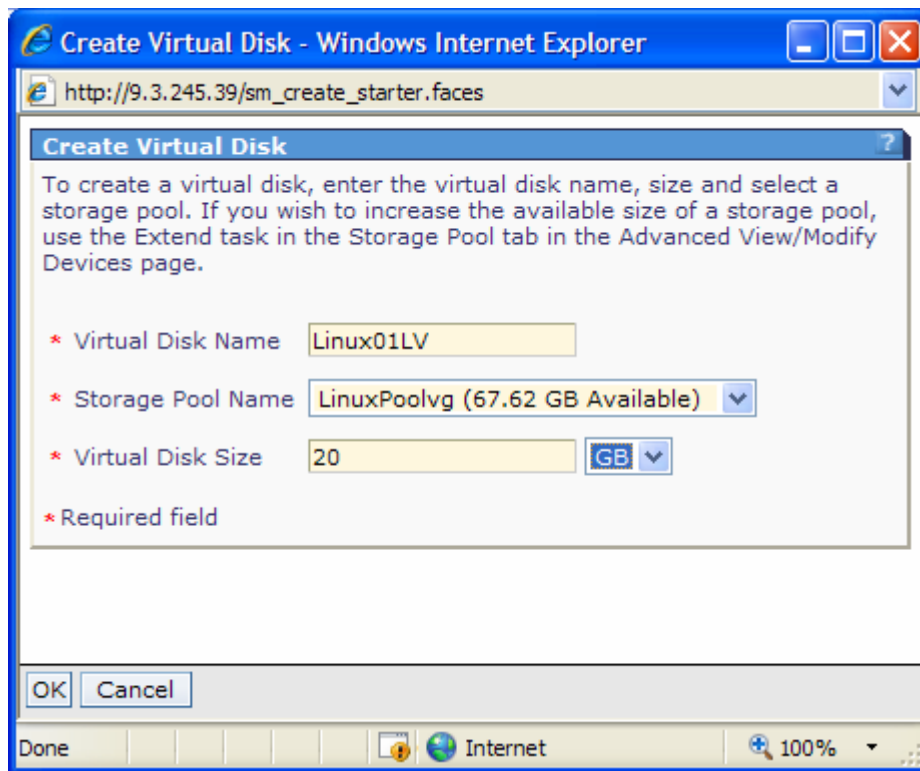 Create Virtual Disk - Windows Internet Explorer
http://9.3.245.39/sm_create_starter.faces
Create Virtual Disk ?
To create a virtual disk, enter the virtual disk name, size and select a
storage pool. If you wish to increase the available size of a storage pool,
use the Extend task in the Storage Pool tab in the Advanced View/Modify
Devices page.
* Virtual Disk Name Linux01LV
* Storage Pool Name LinuxPoolvg (67.62 GB Available)
* Virtual Disk Size 20 GB
* Required field
OK Cancel
Done Internet 100%